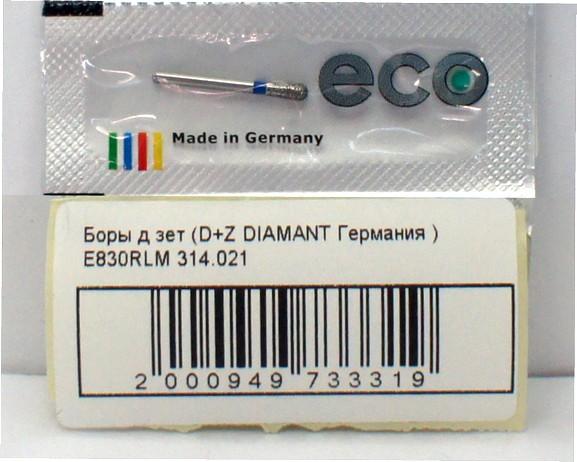 eco
Made in Germany
Боры д зет (D+Z DIAMANT Германия )
E830RLM 314.021
2 000949 733319